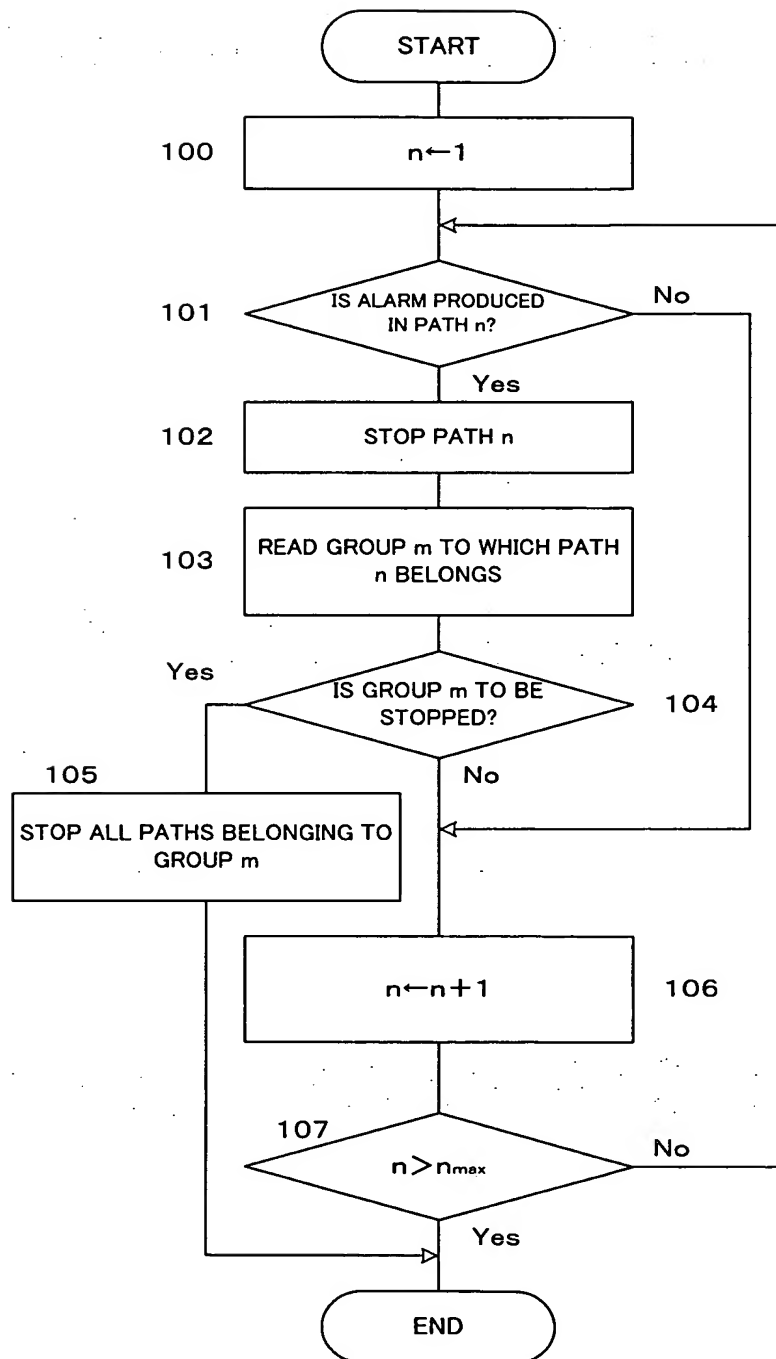 START
100
n←1
101
IS ALARM PRODUCED
IN PATH n?
No
Yes
102
STOP PATH n
103
READ GROUP m TO WHICH PATH
n BELONGS
Yes
IS GROUP m TO BE
STOPPED?
104
No
105
STOP ALL PATHS BELONGING TO
GROUP m
n←n+1
106
107
n>nmax
No
Yes
END